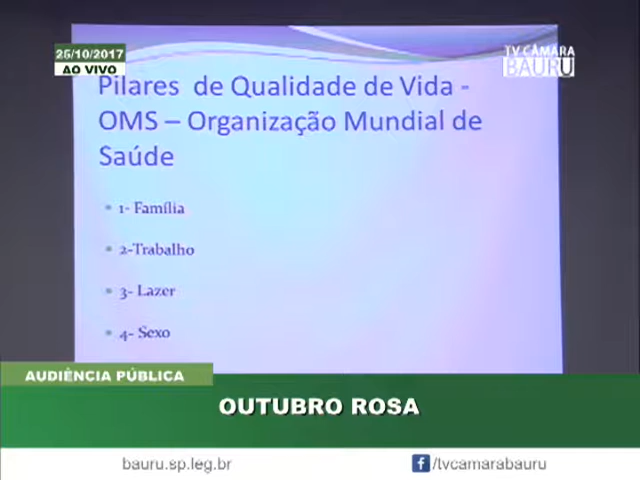 25/10/2017
AO VIVO
TV CÂMARA
BAURU
Pilares de Qualidade de Vida -
OMS – Organização Mundial de
Saúde
1- Família
2-Trabalho
3- Lazer
4- Sexo
AUDIÊNCIA PÚBLICA
OUTUBRO ROSA
bauru.sp.leg.br
/tvcamarabauru